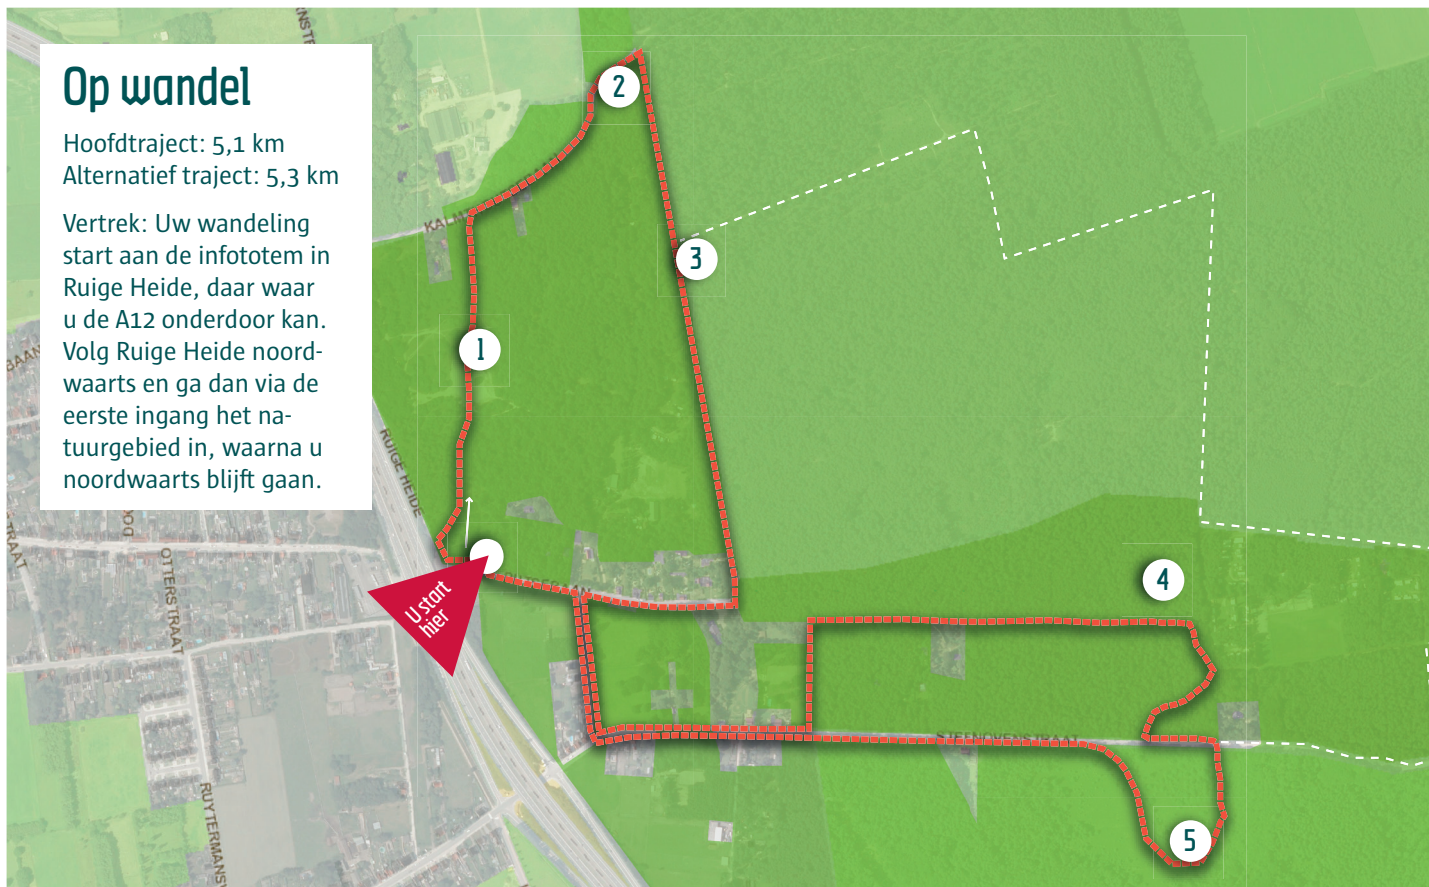 Op wandel
Hoofdtraject: 5,1 km
Alternatief traject: 5,3 km
Vertrek: Uw wandeling
start aan de infototem in
Ruige Heide, daar waar
u de A12 onderdoor kan.
Volg Ruige Heide noord-
waarts en ga dan via de
eerste ingang het na-
tuurgebied in, waarna u
noordwaarts blijft gaan.
2
3
1
RUIGE HEIDE
OTTERSTRAAT
U start
hier
4
STEENOVENSTRAAT
5